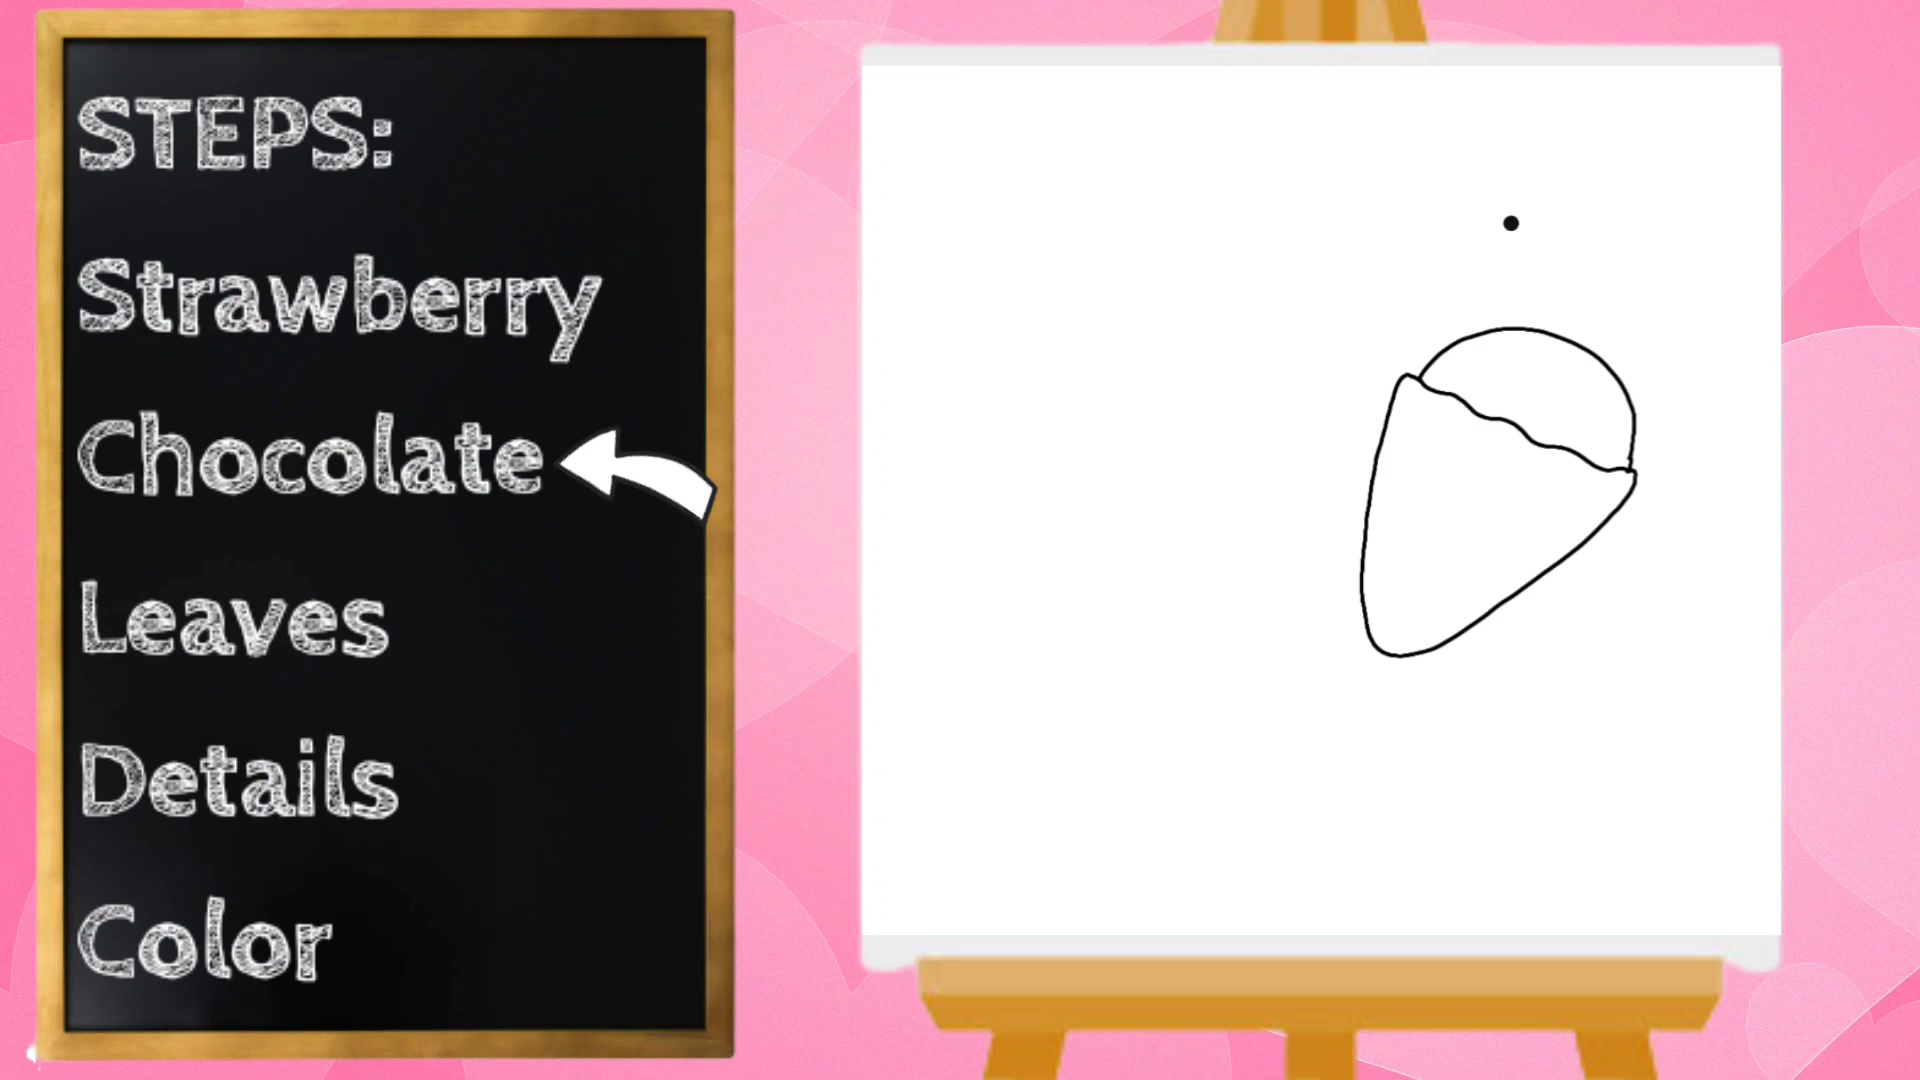 STEPS:
Strawberry
Chocolate
Leaves
Details
Color